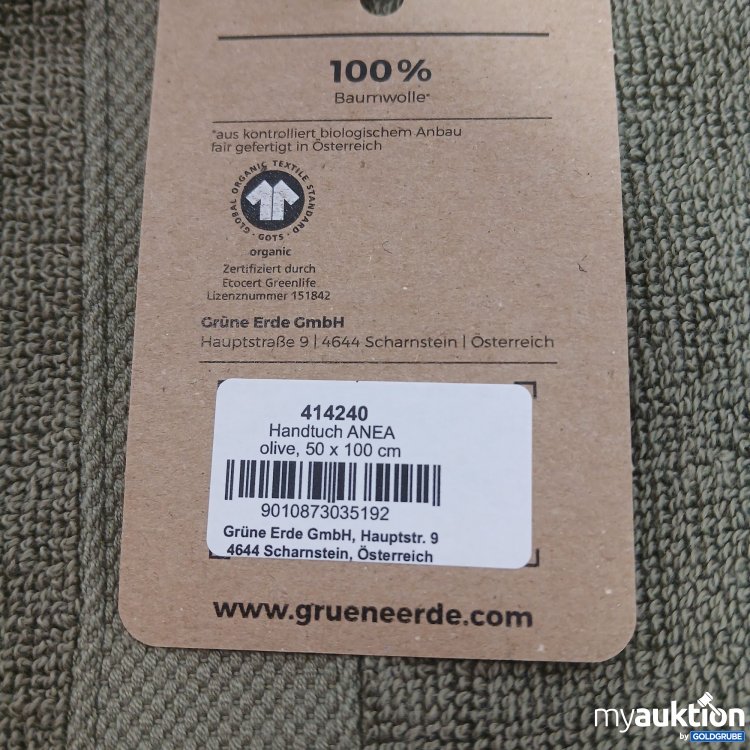 100%
Baumwolle*
*aus kontrolliert biologischem Anbau
fair gefertigt in Österreich
GLOBAL ORGANIC TEXTILE STANDARD · GOTS ·
organic
Zertifiziert durch
Ecocert Greenlife
Lizenznummer 151842
Grüne Erde GmbH
Hauptstraße 9 | 4644 Scharnstein | Österreich
414240
Handtuch ANEA
olive, 50 x 100 cm
9010873035192
Grüne Erde GmbH, Hauptstr. 9
4644 Scharnstein, Österreich
www.grueneerde.com
myauktion
by GOLDGRUBE